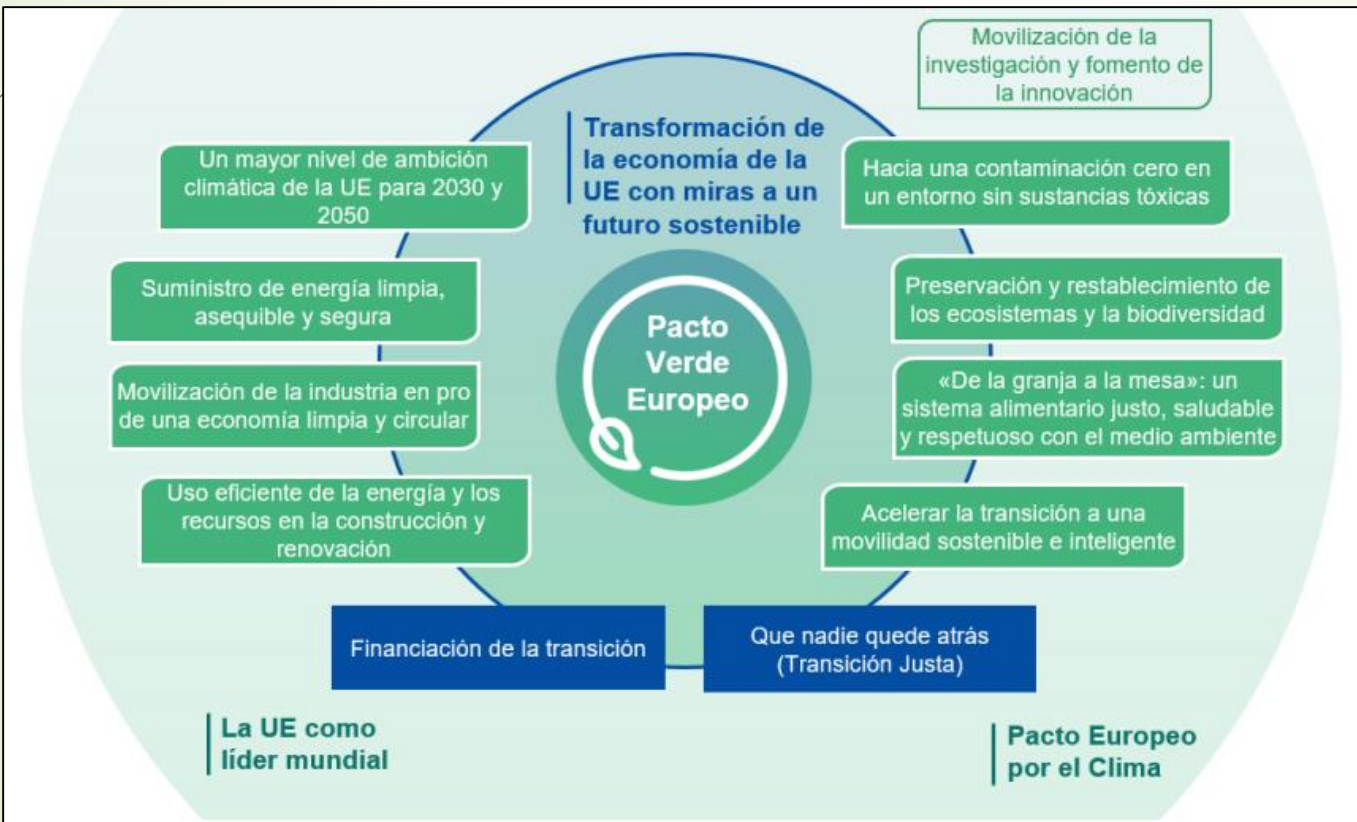 Movilización de la
investigación y fomento de
la innovación
Transformación de
la economía de la
UE con miras a un
futuro sostenible
Un mayor nivel de ambición
climática de la UE para 2030 y
2050
Suministro de energía limpia,
asequible y segura
Movilización de la industria en pro
de una economía limpia y circular
Uso eficiente de la energía y los
recursos en la construcción y
renovación
Pacto
Verde
Europeo
Hacia una contaminación cero en
un entorno sin sustancias tóxicas
Preservación y restablecimiento de
los ecosistemas y la biodiversidad
«De la granja a la mesa»: un
sistema alimentario justo, saludable
y respetuoso con el medio ambiente
Acelerar la transición a una
movilidad sostenible e inteligente
Financiación de la transición
Que nadie quede atrás
(Transición Justa)
La UE como
líder mundial
Pacto Europeo
por el Clima